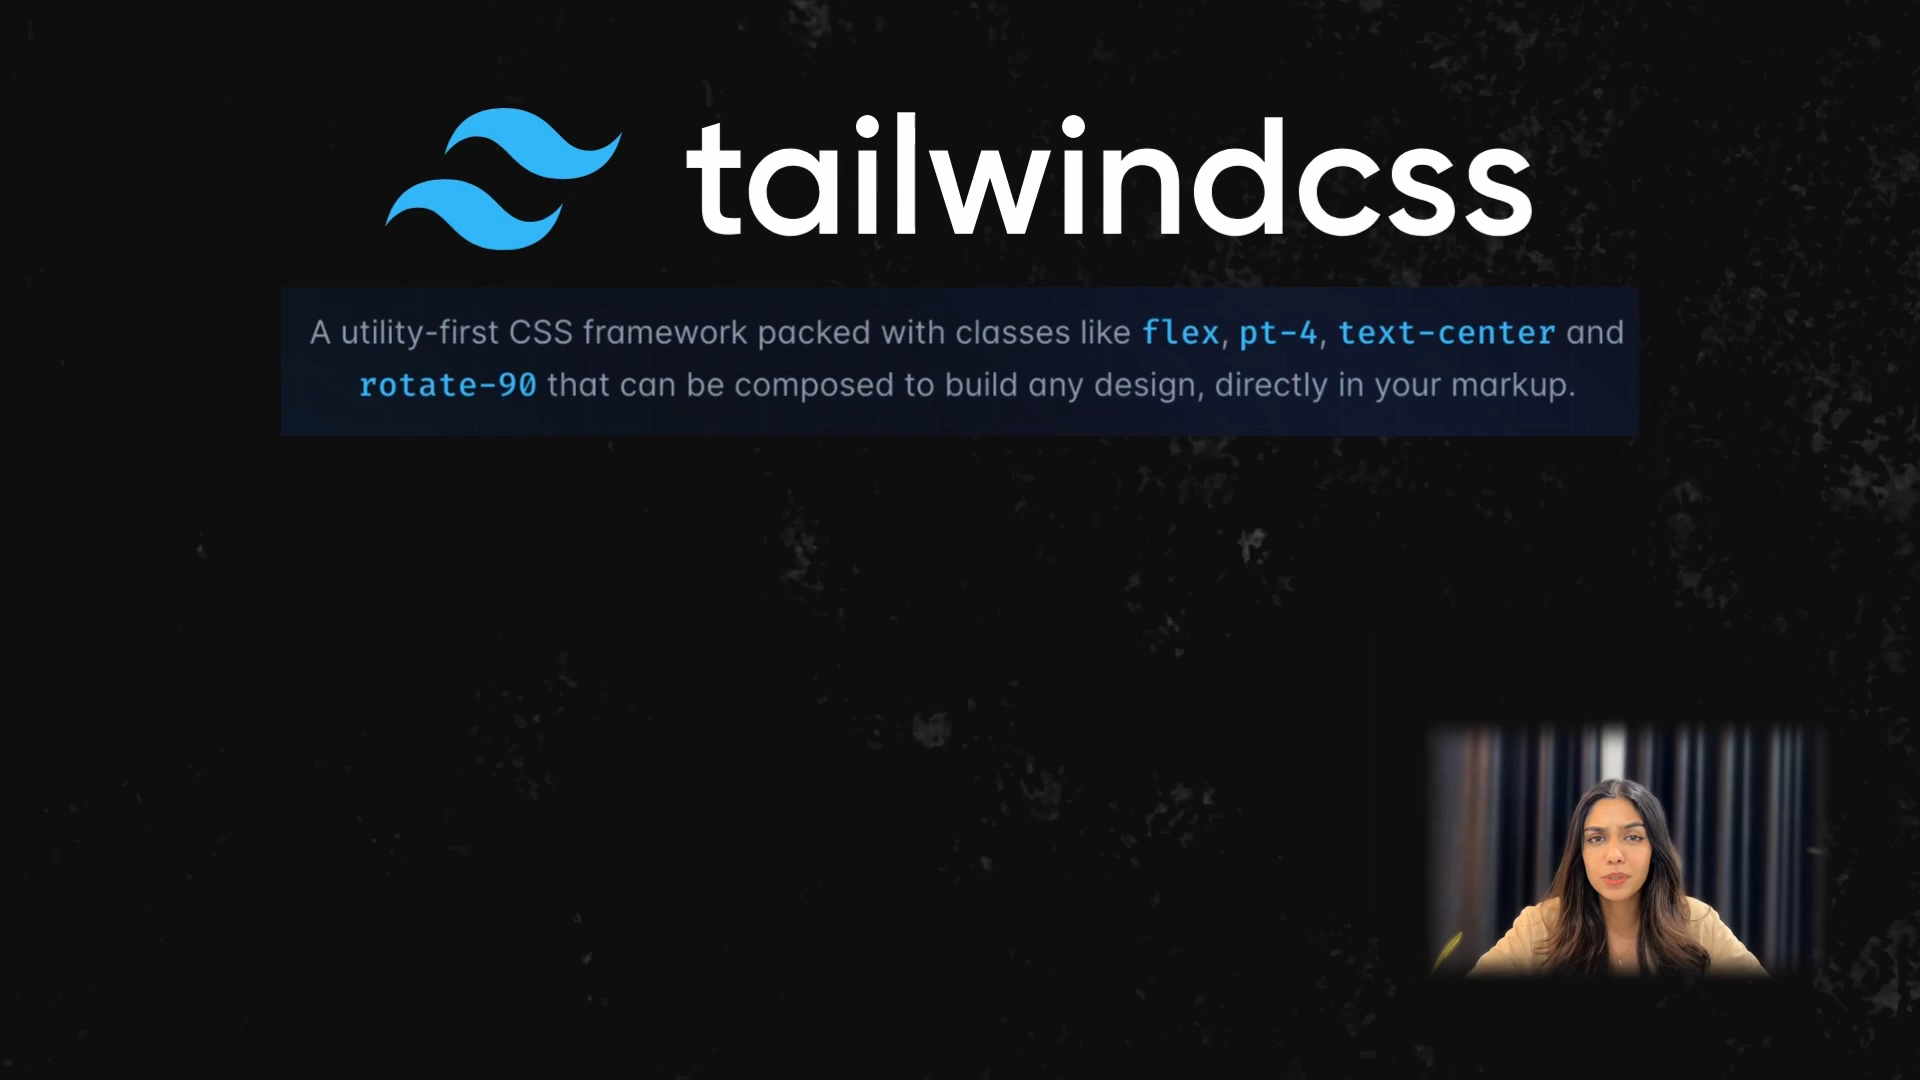 tailwindcss
A utility-first CSS framework packed with classes like flex, pt-4, text-center and
rotate-90 that can be composed to build any design, directly in your markup.